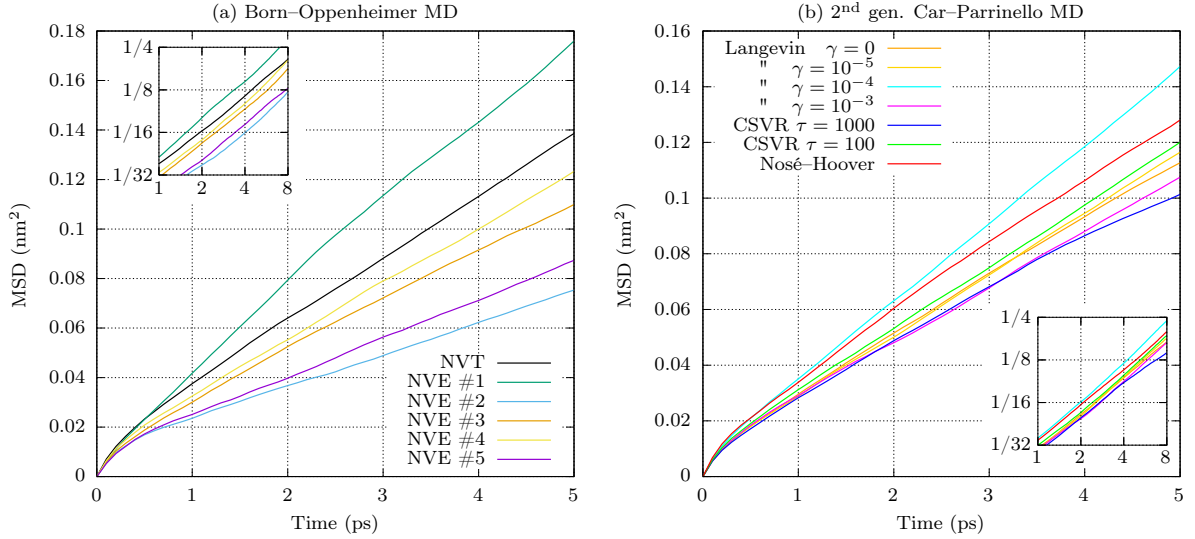 (a) Born–Oppenheimer MD
MSD (nm²)
0.18
0.16
0.14
0.12
0.1
0.08
0.06
0.04
0.02
0
1/4
1/8
1/16
1/32
1 2 4 8
NVT
NVE #1
NVE #2
NVE #3
NVE #4
NVE #5
0 1 2 3 4 5
Time (ps)
(b) 2ⁿᵈ gen. Car–Parrinello MD
MSD (nm²)
0.16
0.14
0.12
0.1
0.08
0.06
0.04
0.02
0
Langevin γ = 0
" γ = 10⁻⁵
" γ = 10⁻⁴
" γ = 10⁻³
CSVR τ = 1000
CSVR τ = 100
Nosé–Hoover
1/4
1/8
1/16
1/32
1 2 4 8
0 1 2 3 4 5
Time (ps)